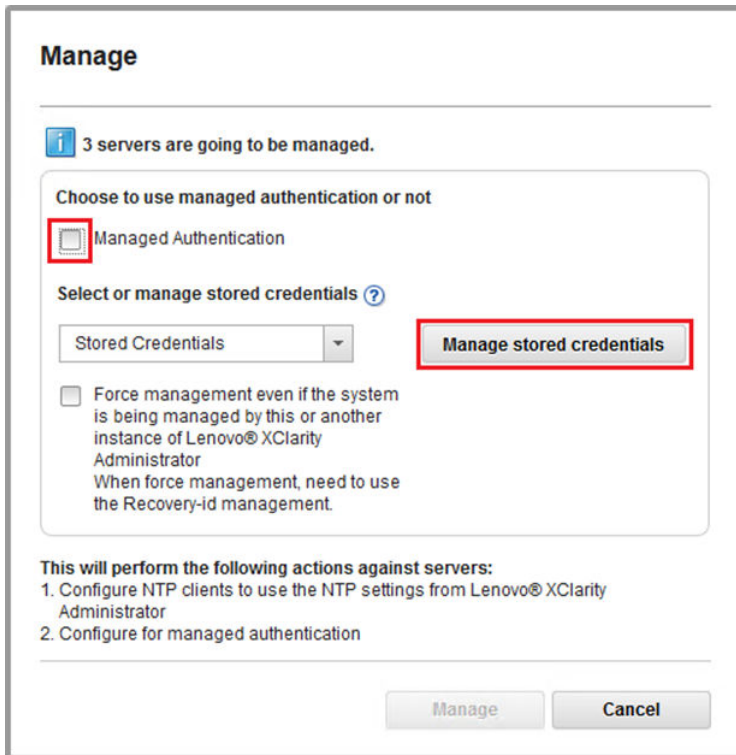 Manage
3 servers are going to be managed.
Choose to use managed authentication or not
Managed Authentication
Select or manage stored credentials ?
Stored Credentials
Manage stored credentials
Force management even if the system
is being managed by this or another
instance of Lenovo® XClarity
Administrator
When force management, need to use
the Recovery-id management.
This will perform the following actions against servers:
1. Configure NTP clients to use the NTP settings from Lenovo® XClarity
Administrator
2. Configure for managed authentication
Manage
Cancel